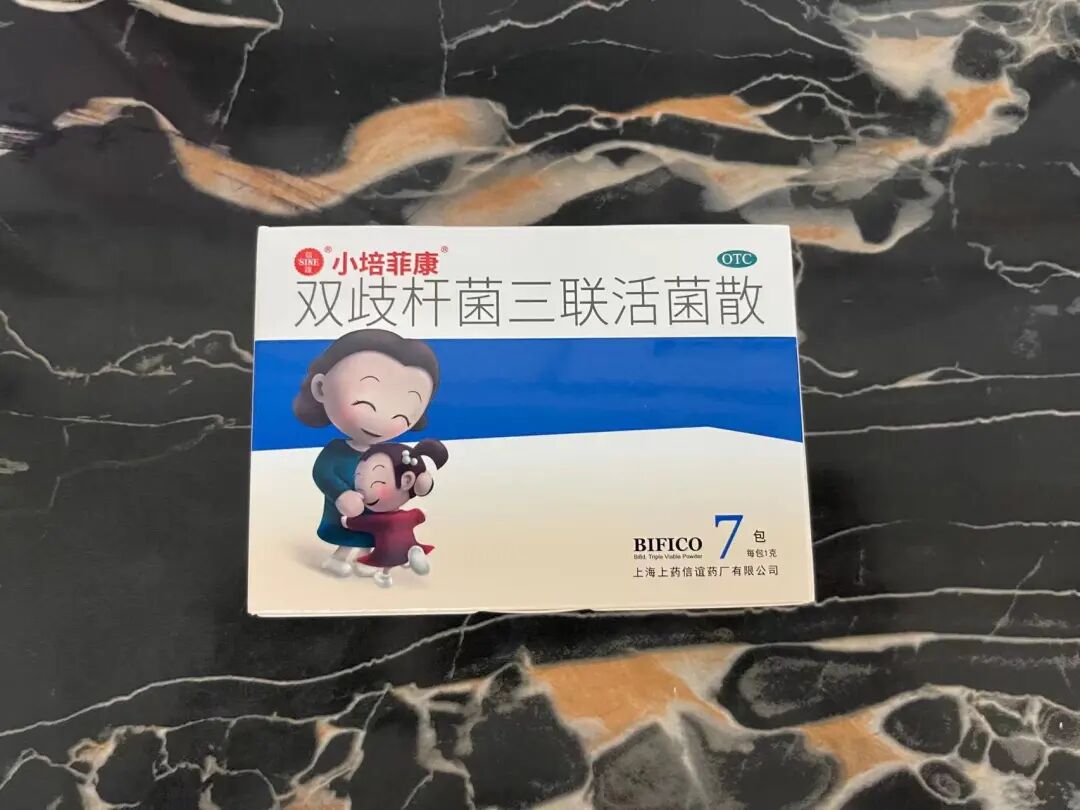 信谊 SINE ® 小培菲康®
OTC
双歧杆菌三联活菌散
BIFICO 7 包
Bifid. Triple Viable Powder 每包1克
上海上药信谊药厂有限公司